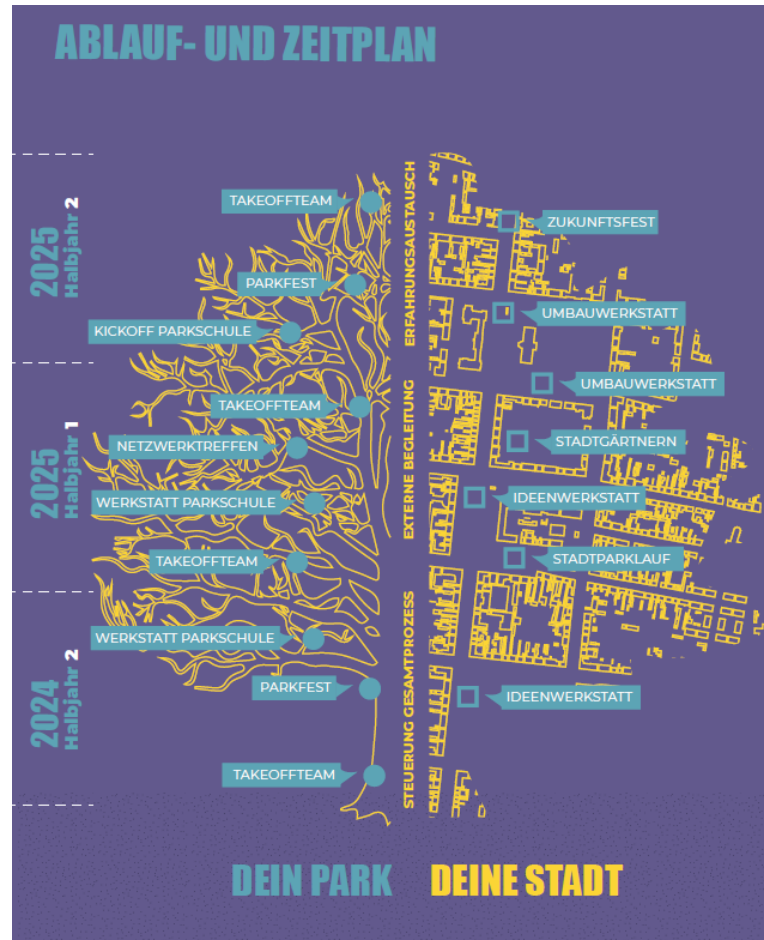 ABLAUF- UND ZEITPLAN
2025
Halbjahr 2
2025
Halbjahr 1
2024
Halbjahr 2
TAKEOFFTEAM
PARKFEST
KICKOFF PARKSCHULE
TAKEOFFTEAM
NETZWERKTREFFEN
WERKSTATT PARKSCHULE
TAKEOFFTEAM
WERKSTATT PARKSCHULE
PARKFEST
TAKEOFFTEAM
ERFAHRUNGSAUSTAUSCH
EXTERNE BEGLEITUNG
STEUERUNG GESAMTPROZESS
ZUKUNFTSFEST
UMBAUWERKSTATT
UMBAUWERKSTATT
STADTGÄRTNERN
IDEENWERKSTATT
STADTPARKLAUF
IDEENWERKSTATT
DEIN PARK DEINE STADT